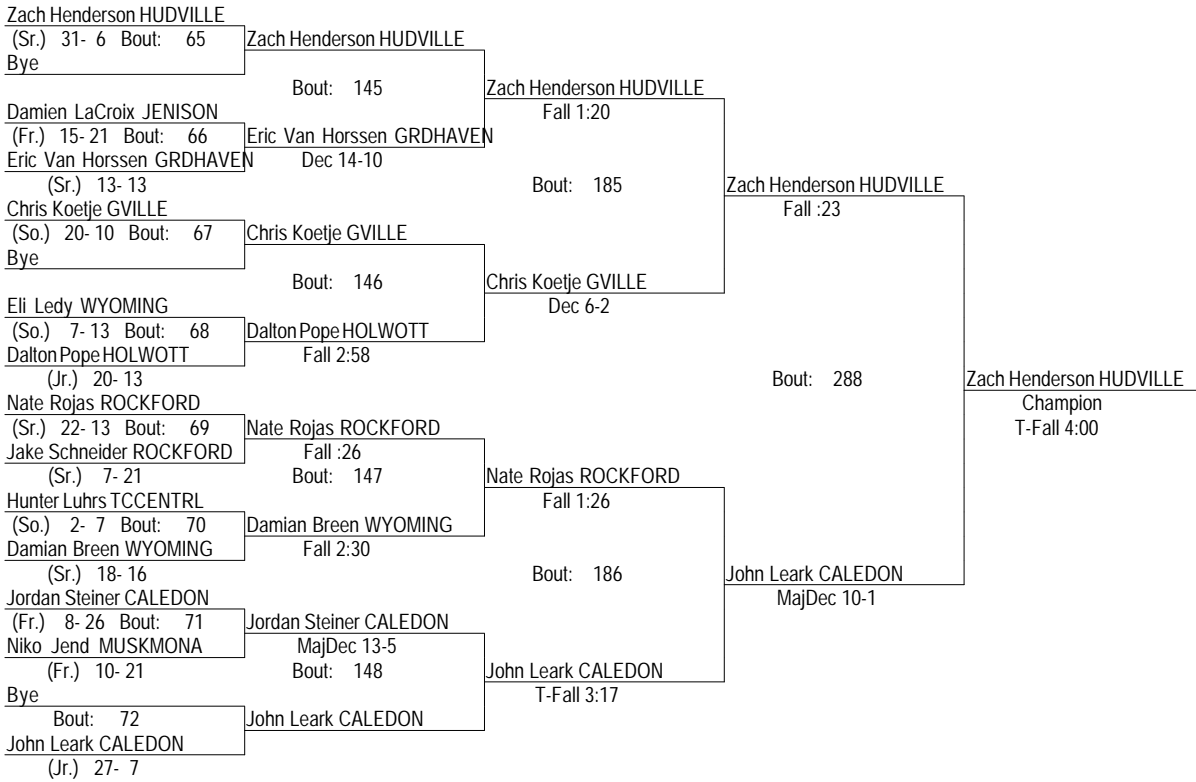 Zach Henderson HUDVILLE
(Sr.) 31- 6 Bout: 65
Bye
Zach Henderson HUDVILLE
Bout: 145
Damien LaCroix JENISON
(Fr.) 15- 21 Bout: 66
Eric Van Horssen GRDHAVEN
(Sr.) 13- 13
Eric Van Horssen GRDHAVEN
Dec 14-10
Zach Henderson HUDVILLE
Fall 1:20
Bout: 185
Chris Koetje GVILLE
(So.) 20- 10 Bout: 67
Bye
Chris Koetje GVILLE
Bout: 146
Eli Ledy WYOMING
(So.) 7- 13 Bout: 68
Dalton Pope HOLWOTT
(Jr.) 20- 13
Dalton Pope HOLWOTT
Fall 2:58
Chris Koetje GVILLE
Dec 6-2
Zach Henderson HUDVILLE
Fall :23
Bout: 288
Nate Rojas ROCKFORD
(Sr.) 22- 13 Bout: 69
Jake Schneider ROCKFORD
(Sr.) 7- 21
Nate Rojas ROCKFORD
Fall :26
Bout: 147
Hunter Luhrs TCCENTRL
(So.) 2- 7 Bout: 70
Damian Breen WYOMING
(Sr.) 18- 16
Damian Breen WYOMING
Fall 2:30
Nate Rojas ROCKFORD
Fall 1:26
Bout: 186
Jordan Steiner CALEDON
(Fr.) 8- 26 Bout: 71
Niko Jend MUSKMONA
(Fr.) 10- 21
Jordan Steiner CALEDON
MajDec 13-5
Bout: 148
Bye
Bout: 72
John Leark CALEDON
(Jr.) 27- 7
John Leark CALEDON
John Leark CALEDON
T-Fall 3:17
John Leark CALEDON
MajDec 10-1
Zach Henderson HUDVILLE
Champion
T-Fall 4:00